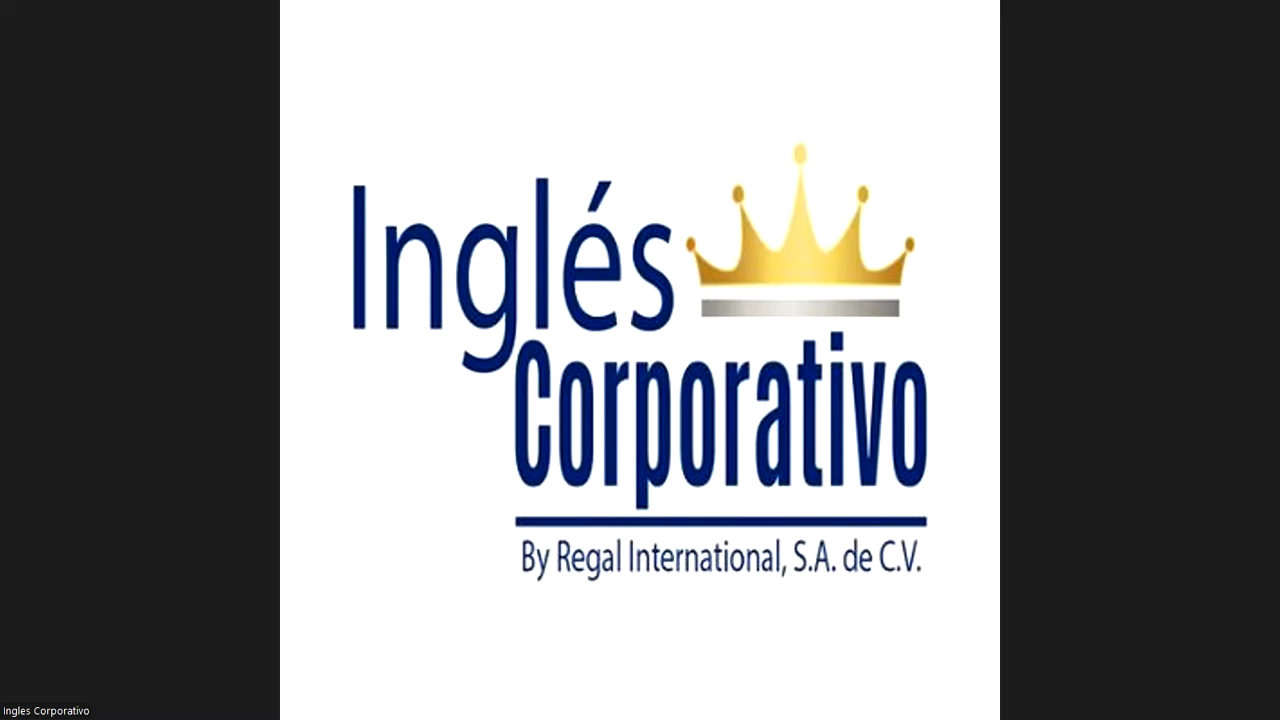 Inglés
Corporativo
By Regal International, S.A. de C.V.
Ingles Corporativo